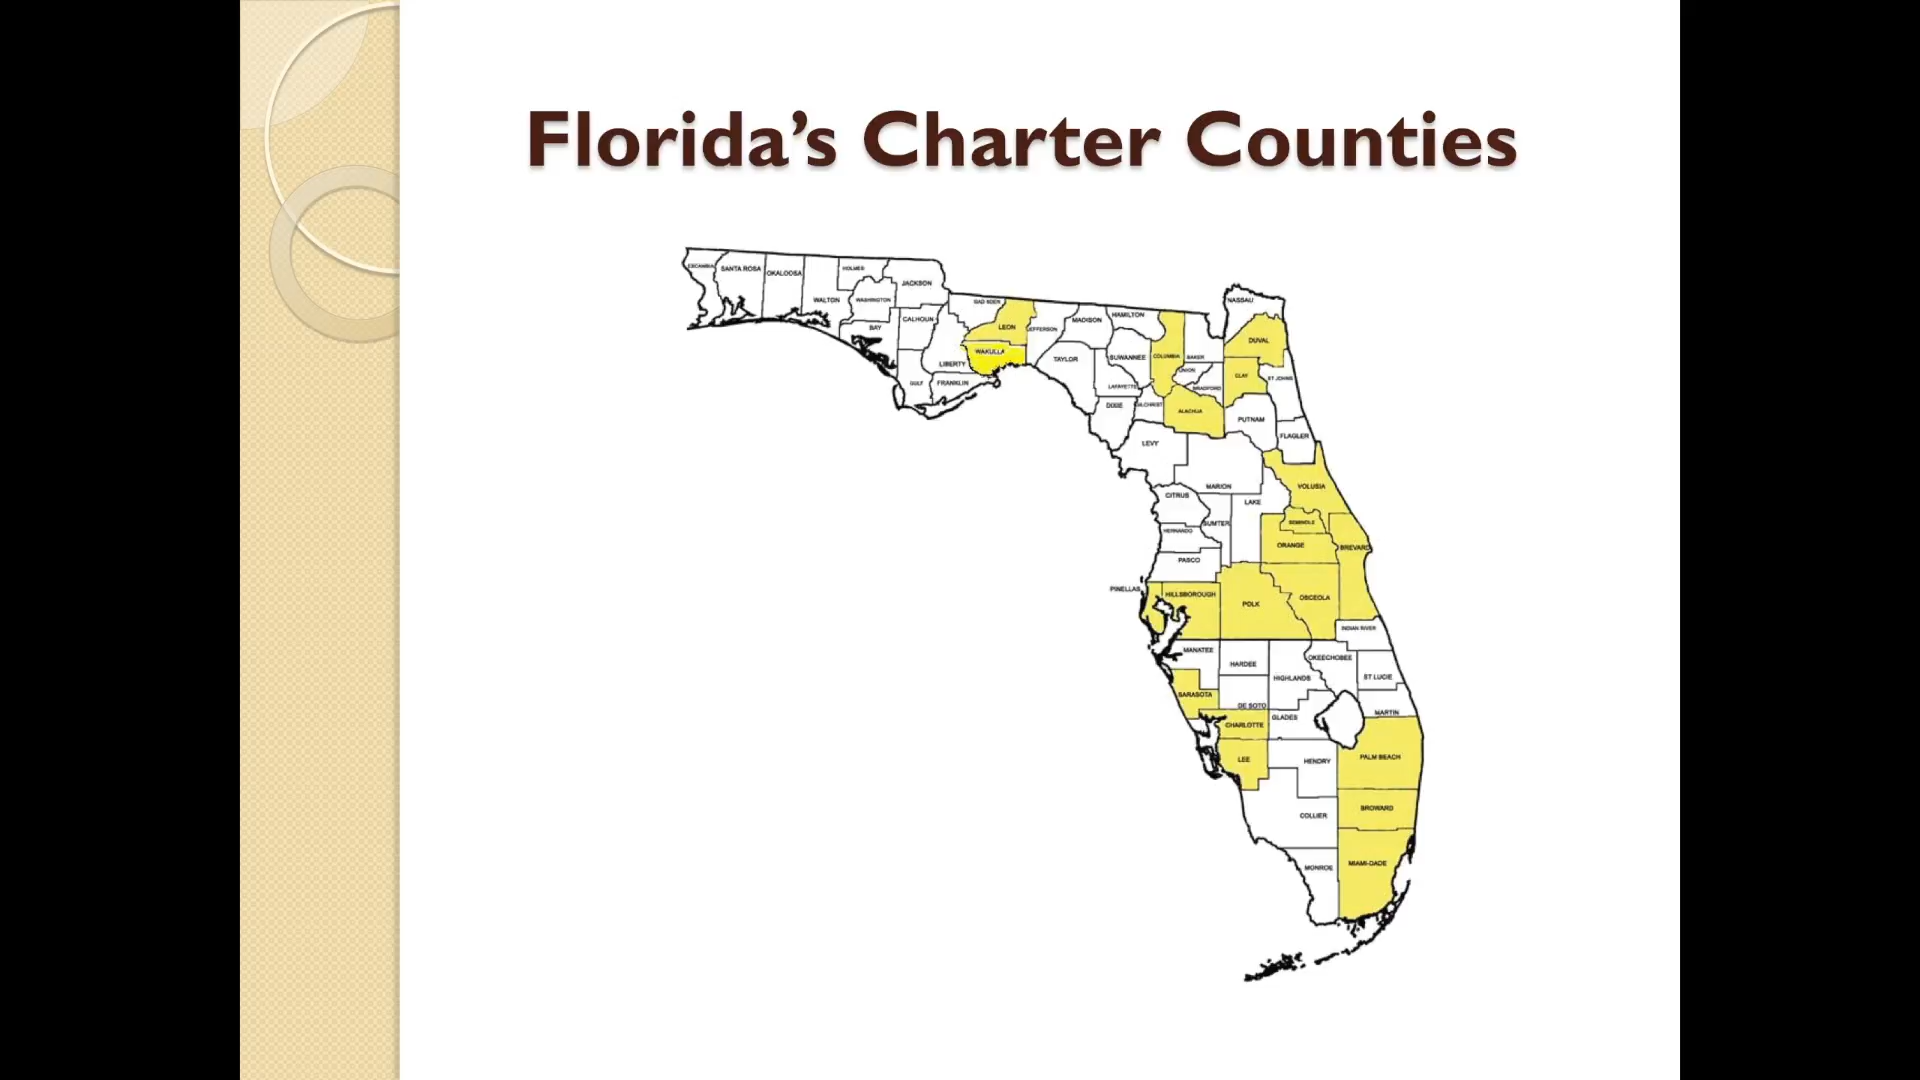 Florida's Charter Counties
ESCAMBIA
SANTA ROSA
OKALOOSA
WALTON
HOLMES
WASHINGTON
JACKSON
BAY
CALHOUN
GULF
LIBERTY
FRANKLIN
GADSDEN
LEON
WAKULLA
JEFFERSON
MADISON
TAYLOR
HAMILTON
SUWANNEE
LAFAYETTE
DIXIE
COLUMBIA
BAKER
UNION
BRADFORD
GILCHRIST
ALACHUA
NASSAU
DUVAL
CLAY
ST JOHNS
PUTNAM
FLAGLER
LEVY
MARION
VOLUSIA
CITRUS
SUMTER
LAKE
HERNANDO
SEMINOLE
ORANGE
BREVARD
PASCO
PINELLAS
HILLSBOROUGH
POLK
OSCEOLA
INDIAN RIVER
MANATEE
HARDEE
HIGHLANDS
OKEECHOBEE
ST LUCIE
SARASOTA
DE SOTO
MARTIN
CHARLOTTE
GLADES
LEE
HENDRY
PALM BEACH
COLLIER
BROWARD
MONROE
MIAMI-DADE